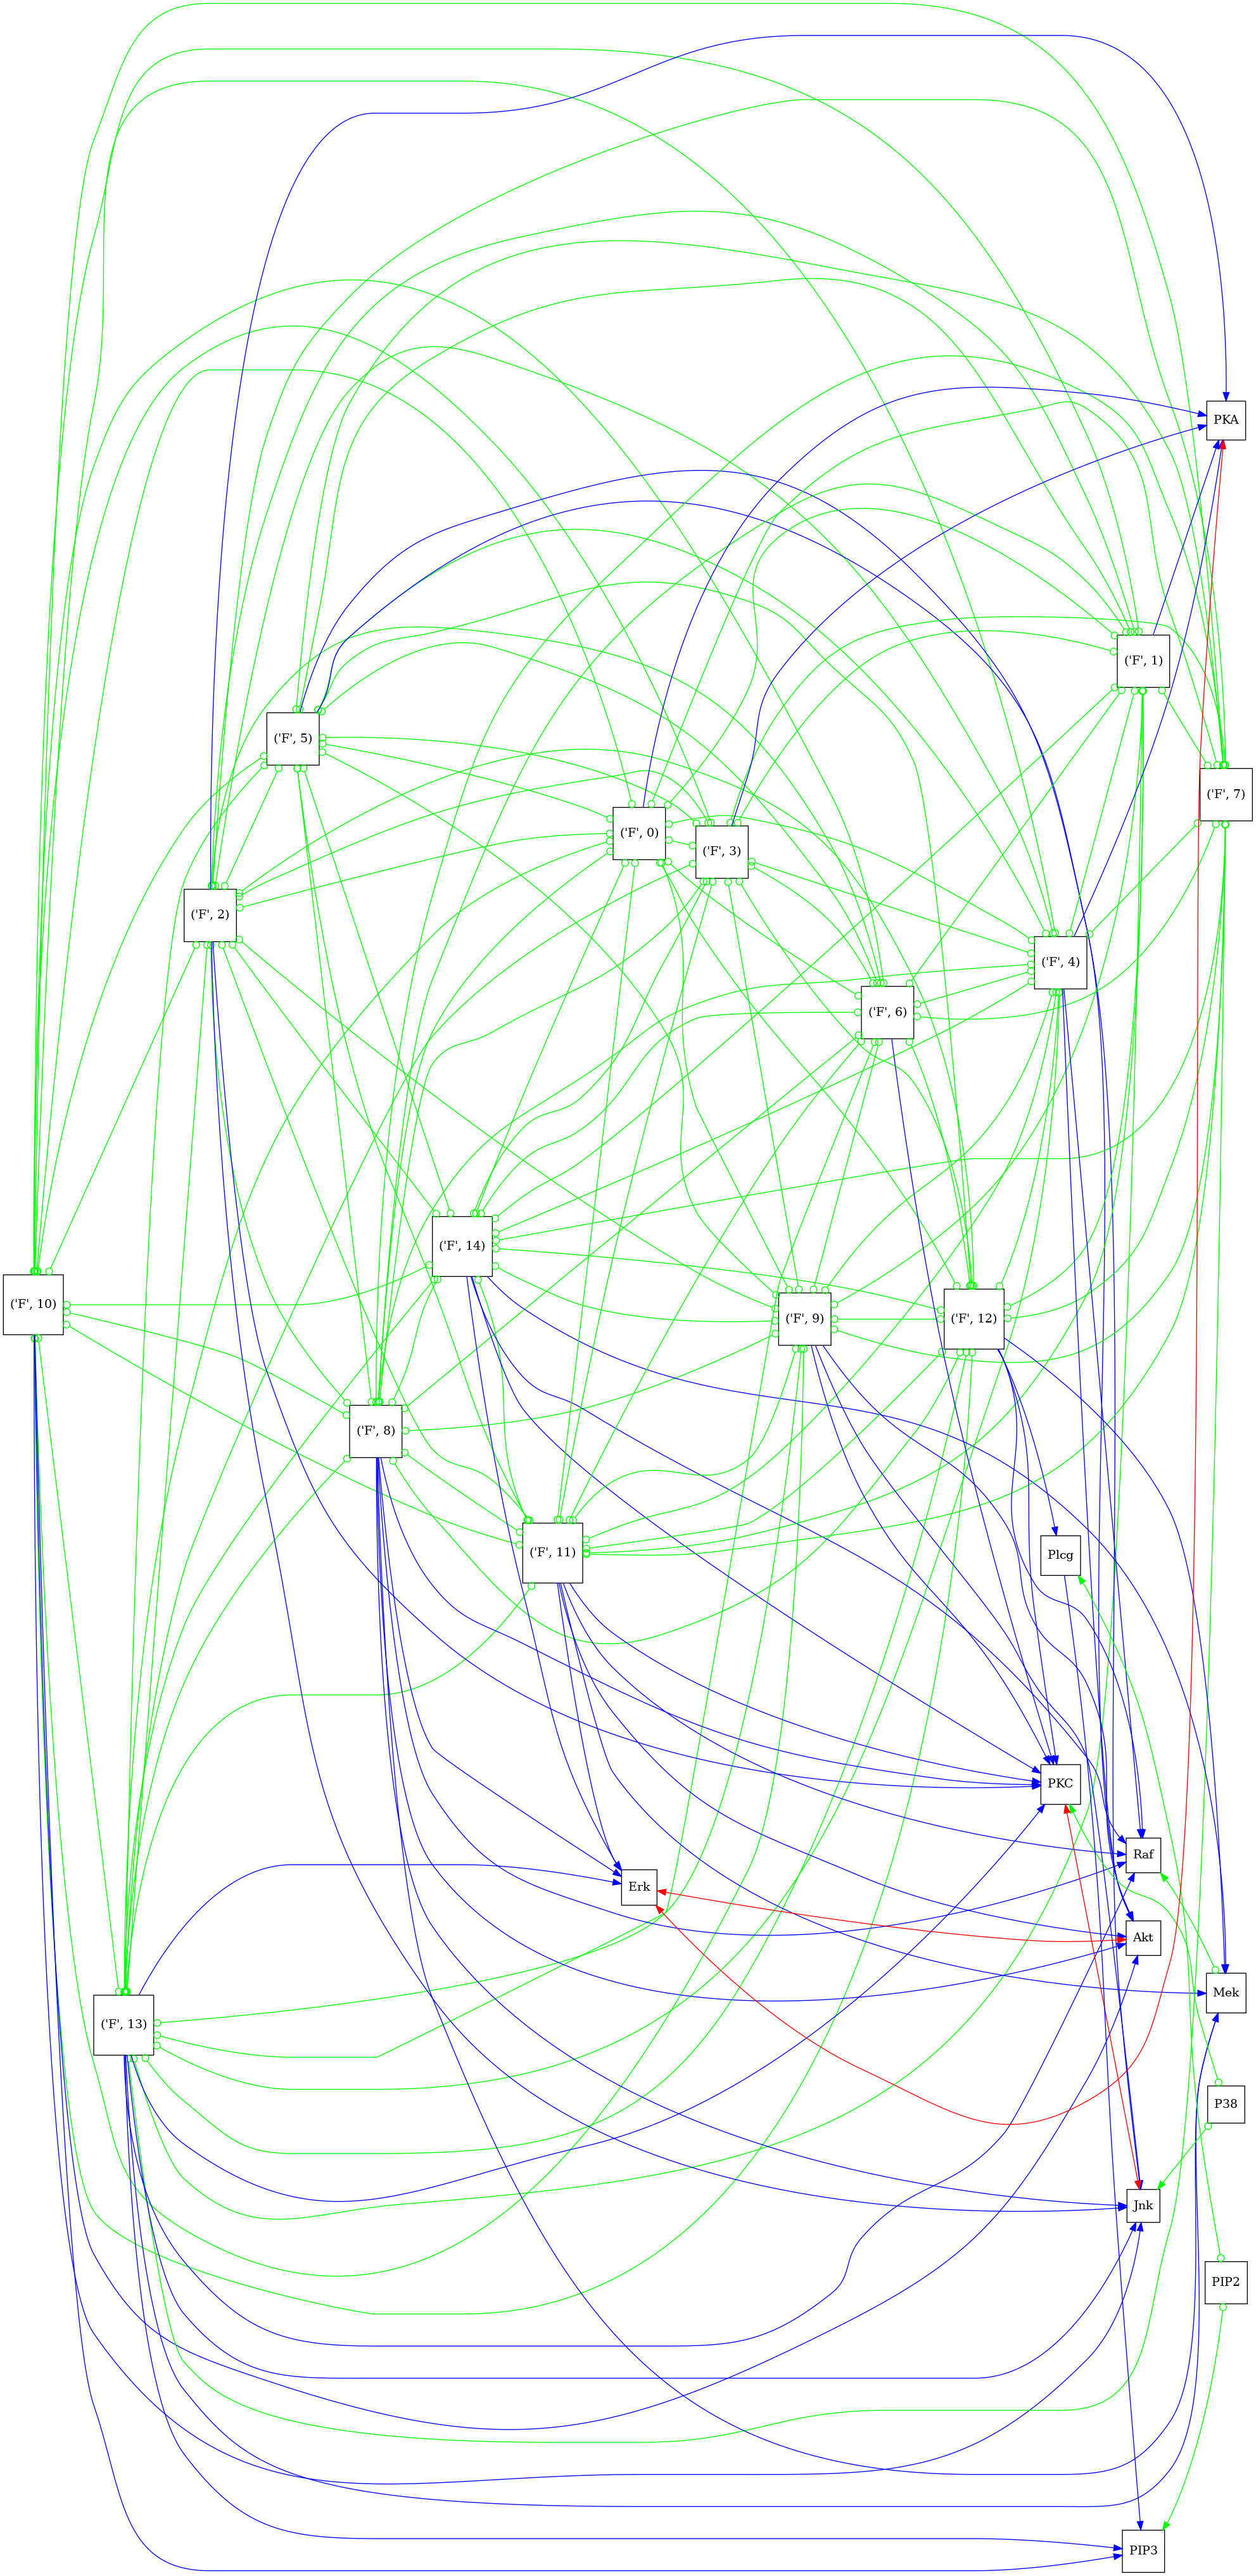 PKA
('F', 1)
('F', 5)
('F', 7)
('F', 0)
('F', 3)
('F', 2)
('F', 4)
('F', 6)
('F', 14)
('F', 10)
('F', 9)
('F', 12)
('F', 8)
('F', 11)
Plcg
PKC
Raf
Erk
Akt
Mek
('F', 13)
P38
Jnk
PIP2
PIP3